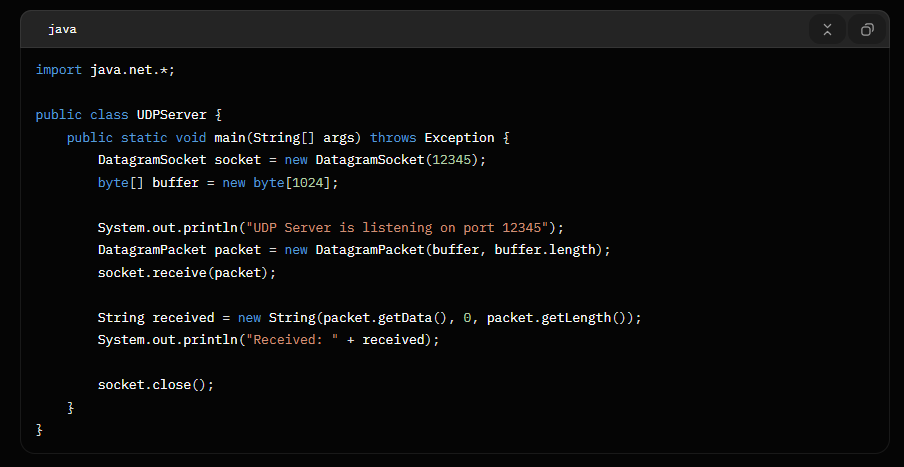 java
import java.net.*;
public class UDPServer {
    public static void main(String[] args) throws Exception {
        DatagramSocket socket = new DatagramSocket(12345);
        byte[] buffer = new byte[1024];
        System.out.println("UDP Server is listening on port 12345");
        DatagramPacket packet = new DatagramPacket(buffer, buffer.length);
        socket.receive(packet);
        String received = new String(packet.getData(), 0, packet.getLength());
        System.out.println("Received: " + received);
        socket.close();
    }
}